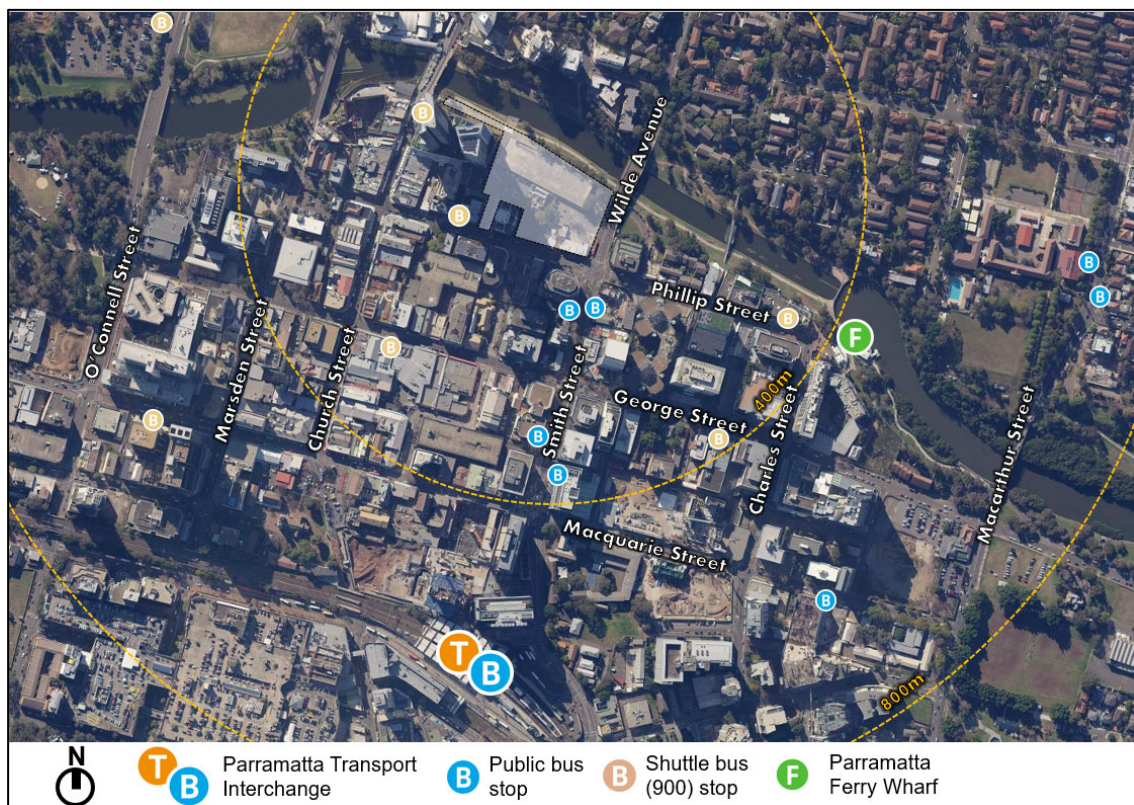 B
B
Wilde Avenue
B
B
B
O'Connell Street
Phillip Street
B
B
B
F
Marsden Street
Church Street
B
Smith Street
400m
George Street
B
B
B
Charles Street
Macarthur Street
B
Macquarie Street
B
T
B
800m
N
T
B
Parramatta Transport
Interchange
B
Public bus
stop
B
Shuttle bus
(900) stop
F
Parramatta
Ferry Wharf